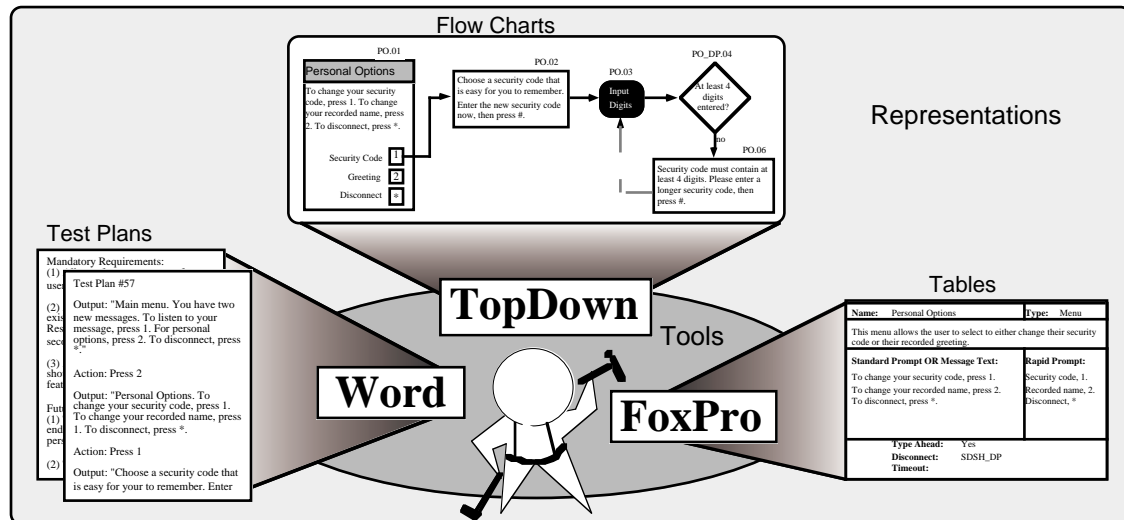 Flow Charts
PO.01
Personal Options
To change your security
code, press 1. To change
your recorded name, press
2. To disconnect, press *.
Security Code 1
Greeting 2
Disconnect *
PO.02
Choose a security code that
is easy for you to remember.
Enter the new security code
now, then press #.
PO.03
Input
Digits
PO_DP.04
At least 4
digits
entered?
no
PO.06
Security code must contain at
least 4 digits. Please enter a
longer security code, then
press #.
Representations
Test Plans
Mandatory Requirements:
(1)
user
(2)
exis
Res
seco
(3)
sho
feat
Futu
(1)
end
pers
(2)
Test Plan #57
Output: "Main menu. You have two
new messages. To listen to your
message, press 1. For personal
options, press 2. To disconnect, press
*."
Action: Press 2
Output: "Personal Options. To
change your security code, press 1.
To change your recorded name, press
1. To disconnect, press *.
Action: Press 1
Output: "Choose a security code that
is easy for your to remember. Enter
TopDown
Tools
Word
FoxPro
Tables
Name: Personal Options Type: Menu
This menu allows the user to select to either change their security
code or their recorded greeting.
Standard Prompt OR Message Text:
To change your security code, press 1.
To change your recorded name, press 2.
To disconnect, press *.
Rapid Prompt:
Security code, 1.
Recorded name, 2.
Disconnect, *
Type Ahead: Yes
Disconnect: SDSH_DP
Timeout: